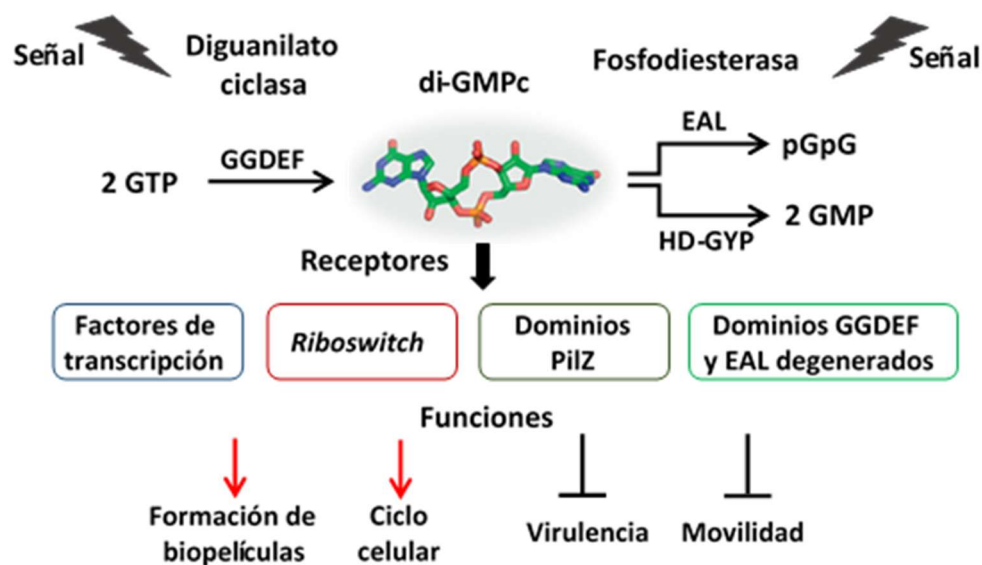 Señal
Diguanilato
ciclasa
di-GMPc
Fosfodiesterasa
Señal
2 GTP
GGDEF
EAL
pGpG
HD-GYP
2 GMP
Receptores
Factores de
transcripción
Riboswitch
Dominios
PilZ
Dominios GGDEF
y EAL degenerados
Funciones
Formación de
biopelículas
Ciclo
celular
Virulencia
Movilidad